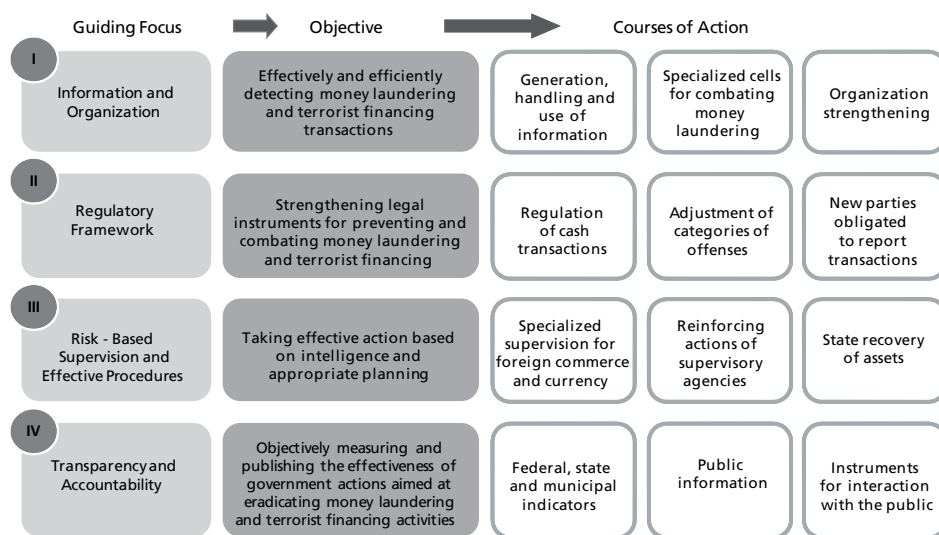 Guiding Focus
Objective
Courses of Action
I
Information and
Organization
Effectively and efficiently
detecting money laundering
and terrorist financing
transactions
Generation,
handling and
use of
information
Specialized cells
for combating
money
laundering
Organization
strengthening
II
Regulatory
Framework
Strengthening legal
instruments for preventing and
combating money laundering
and terrorist financing
Regulation
of cash
transactions
Adjustment of
categories of
offenses
New parties
obligated
to report
transactions
III
Risk - Based
Supervision and
Effective Procedures
Taking effective action based
on intelligence and
appropriate planning
Specialized
supervision for
foreign commerce
and currency
Reinforcing
actions of
supervisory
agencies
State recovery
of assets
IV
Transparency and
Accountability
Objectively measuring and
publishing the effectiveness of
government actions aimed at
eradicating money laundering
and terrorist financing activities
Federal, state
and municipal
indicators
Public
information
Instruments
for interaction
with the public